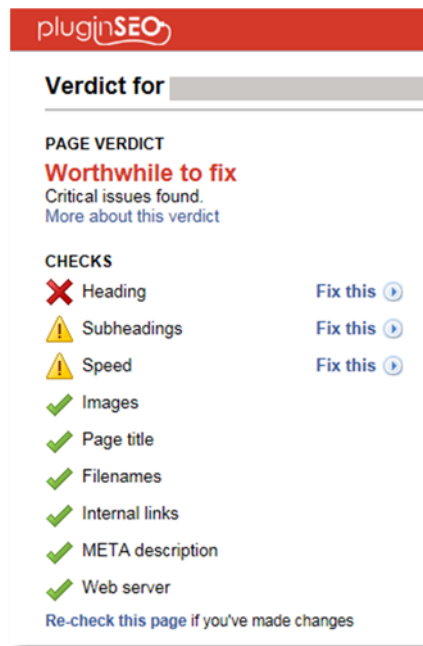 pluginSEO
Verdict for
PAGE VERDICT
Worthwhile to fix
Critical issues found.
More about this verdict
CHECKS
Heading Fix this
Subheadings Fix this
Speed Fix this
Images
Page title
Filenames
Internal links
META description
Web server
Re-check this page if you've made changes